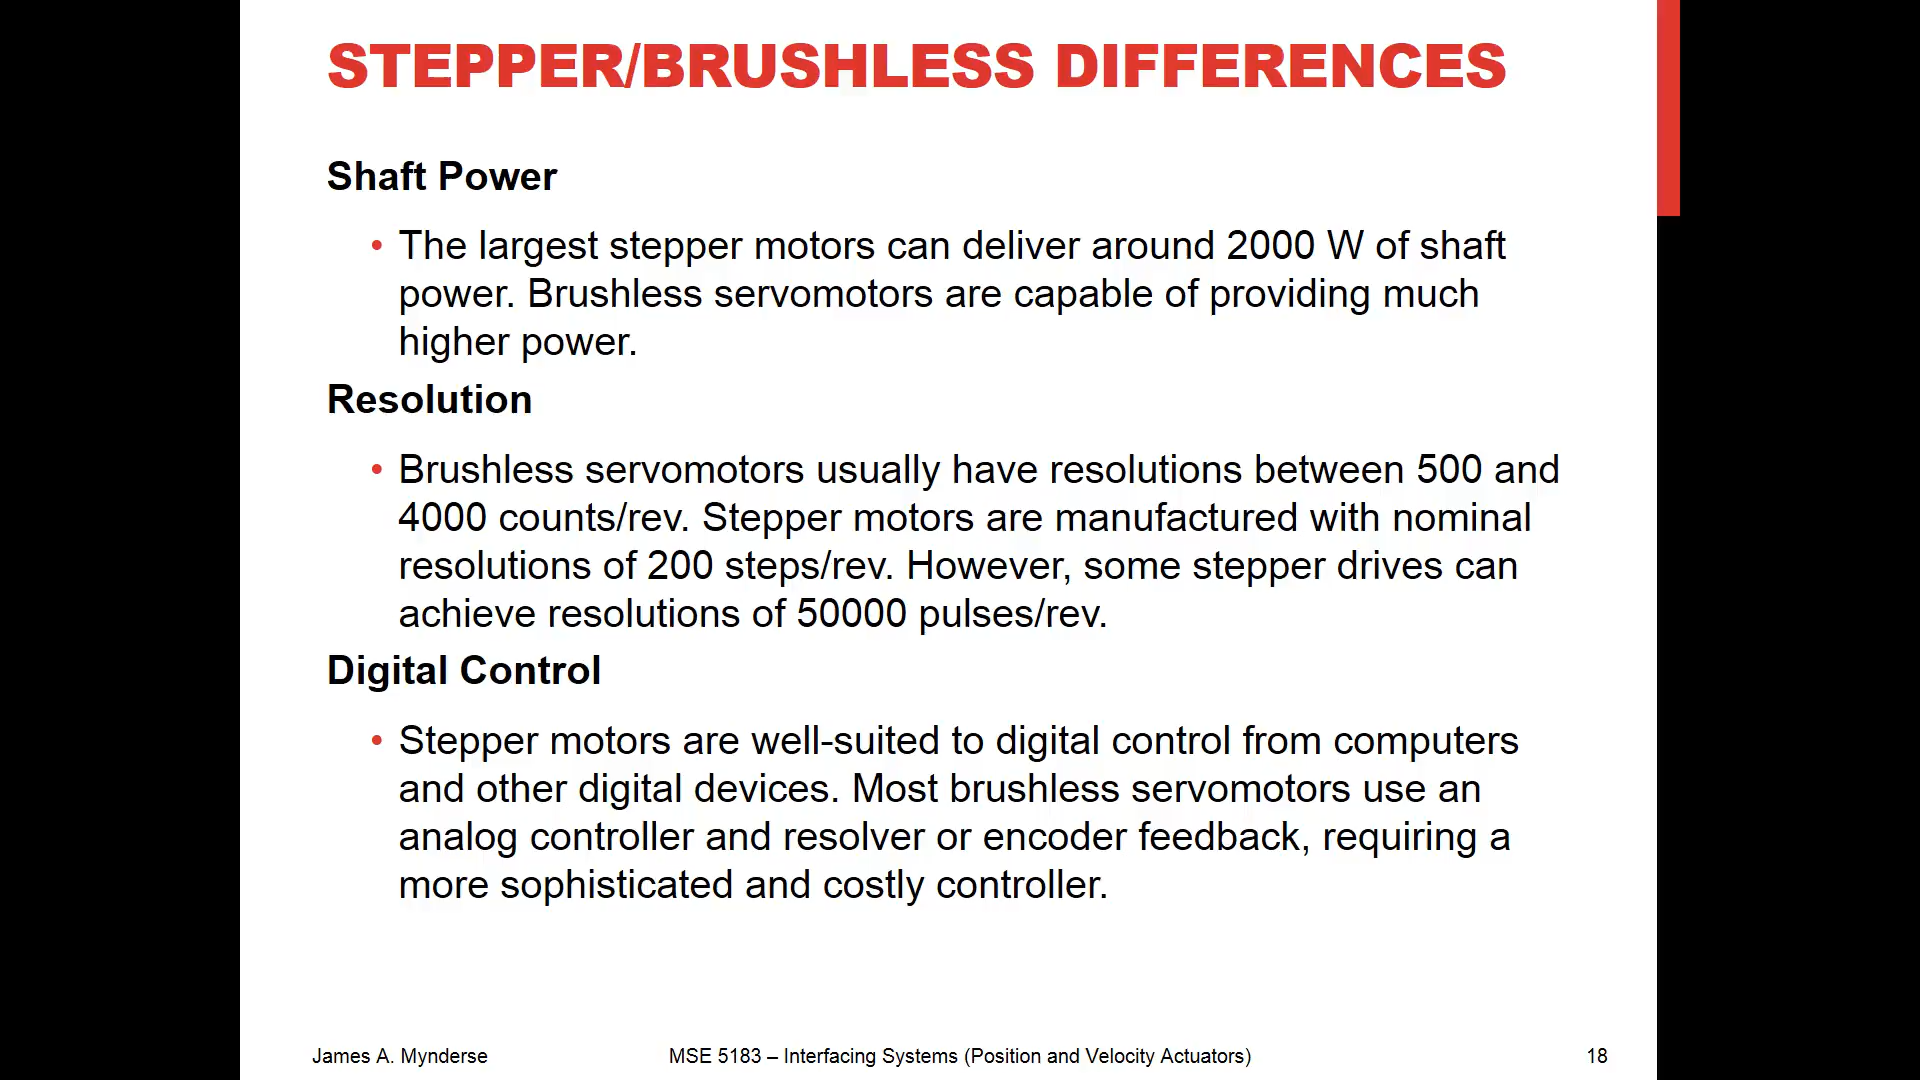 STEPPER/BRUSHLESS DIFFERENCES
Shaft Power
• The largest stepper motors can deliver around 2000 W of shaft
power. Brushless servomotors are capable of providing much
higher power.
Resolution
• Brushless servomotors usually have resolutions between 500 and
4000 counts/rev. Stepper motors are manufactured with nominal
resolutions of 200 steps/rev. However, some stepper drives can
achieve resolutions of 50000 pulses/rev.
Digital Control
• Stepper motors are well-suited to digital control from computers
and other digital devices. Most brushless servomotors use an
analog controller and resolver or encoder feedback, requiring a
more sophisticated and costly controller.
James A. Mynderse MSE 5183 – Interfacing Systems (Position and Velocity Actuators) 18